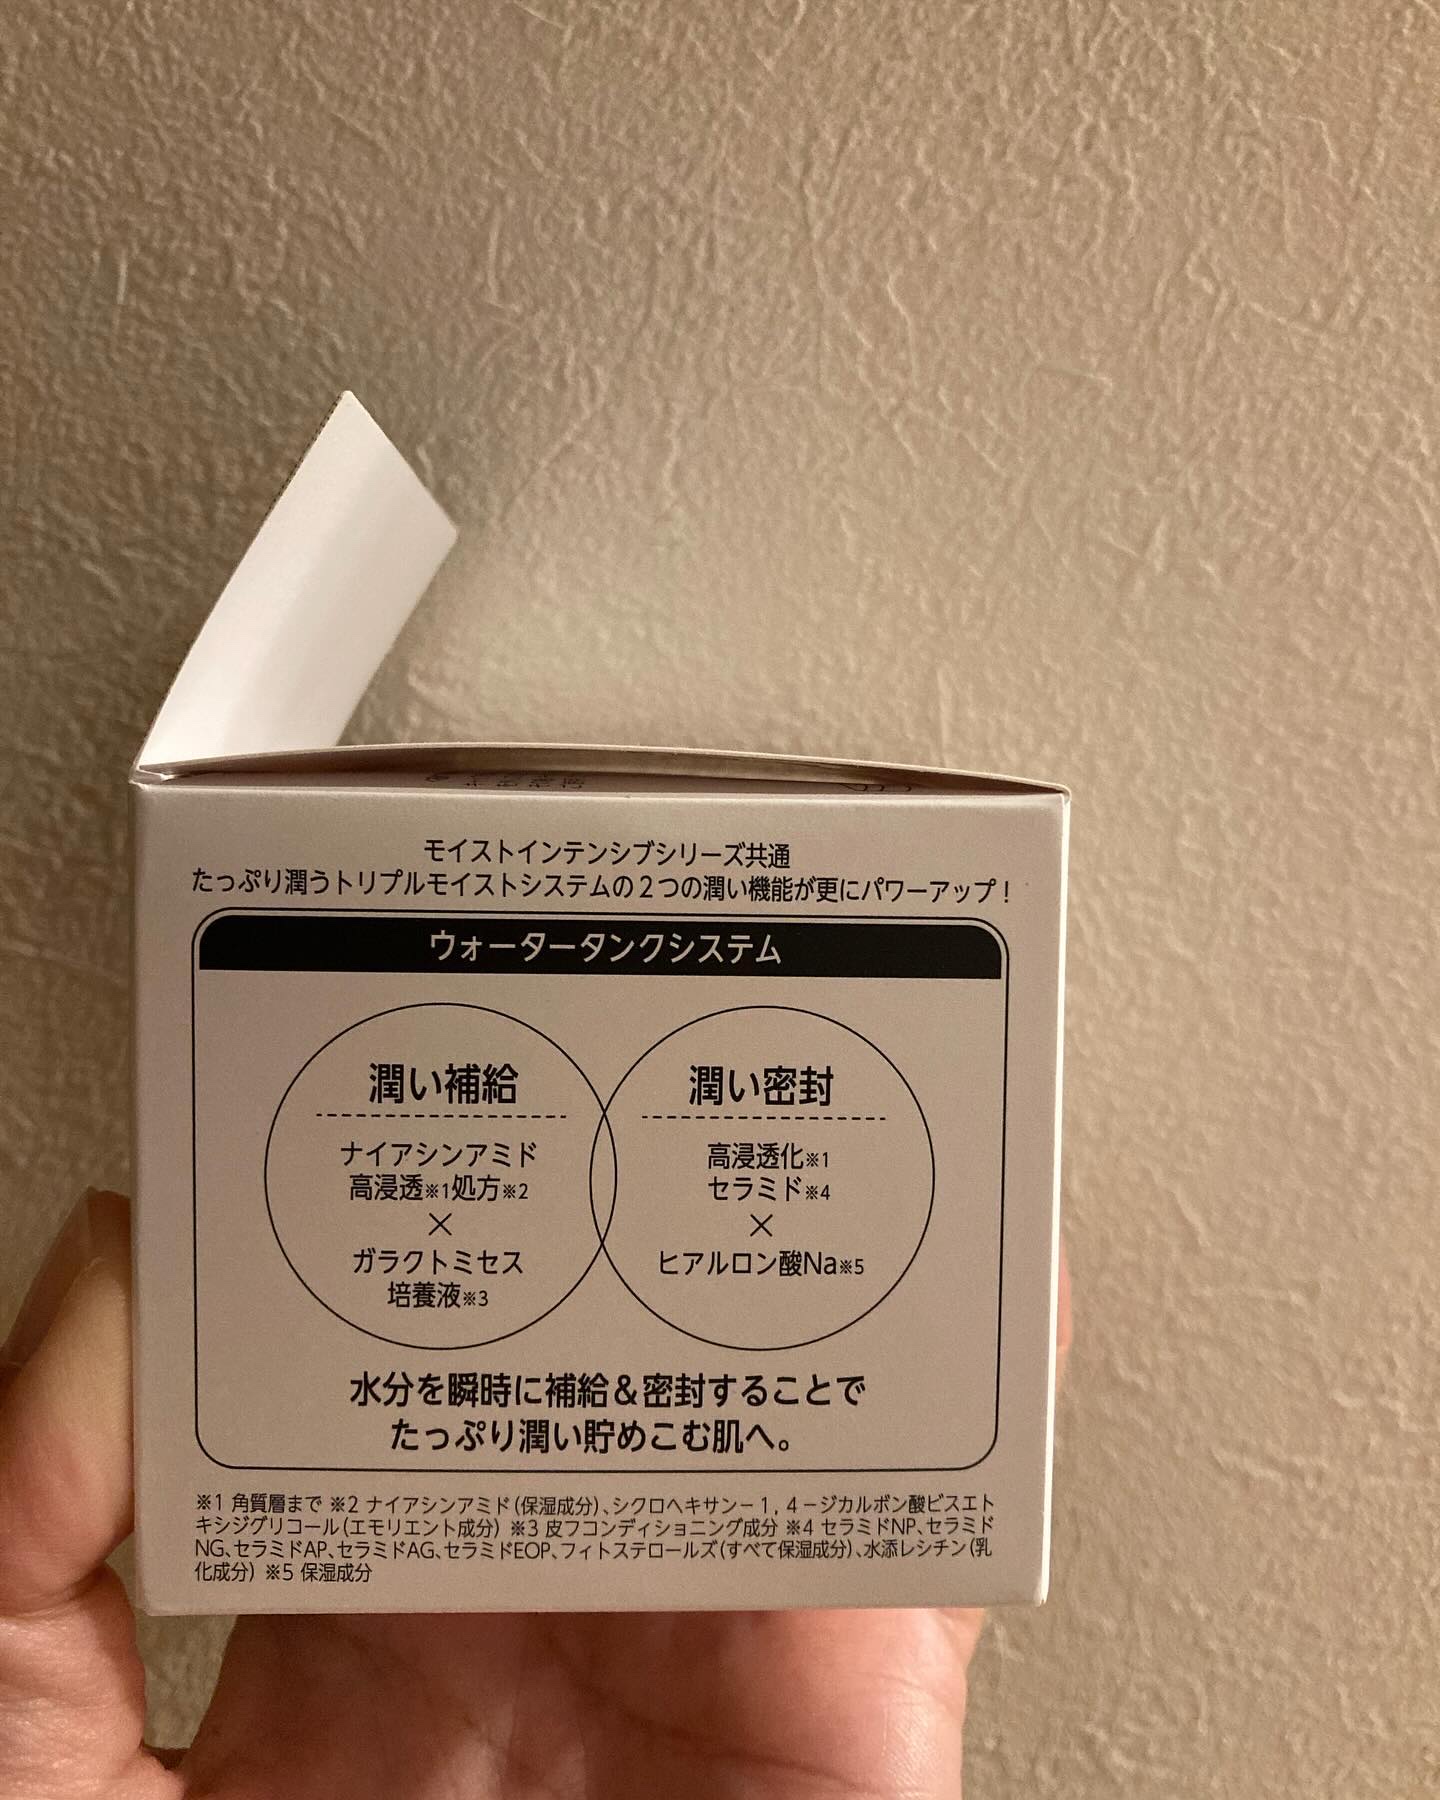 モイストインテンシブシリーズ共通
たっぷり潤うトリプルモイストシステムの2つの潤い機能が更にパワーアップ!
ウォータータンクシステム
潤い補給
ナイアシンアミド
高浸透※1処方※2
×
ガラクトミセス
培養液※3
潤い密封
高浸透化※1
セラミド※4
×
ヒアルロン酸Na※5
水分を瞬時に補給&密封することで
たっぷり潤い貯めこむ肌へ。
※1 角質層まで ※2 ナイアシンアミド(保湿成分)、シクロヘキサン-1,4-ジカルボン酸ビスエト
キシジグリコール(エモリエント成分) ※3 皮フコンディショニング成分 ※4 セラミドNP、セラミド
NG、セラミドAP、セラミドAG、セラミドEOP、フィトステロールズ(すべて保湿成分)、水添レシチン(乳
化成分) ※5 保湿成分